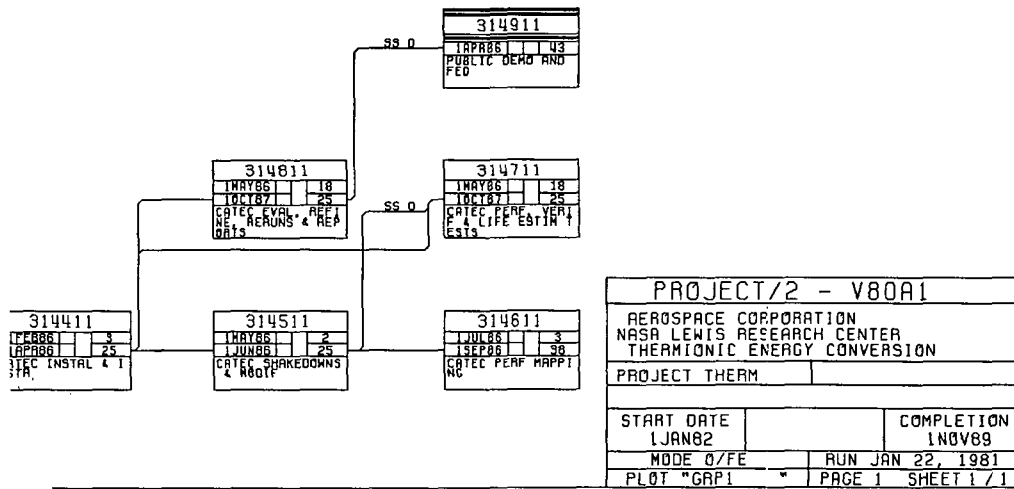 314911
SS 0
1APR86 43
PUBLIC DEMO AND
FEO
314811
1MAY86 18
1OCT87 25
CATEC EVAL, REFI
NE, RERUNS & REP
ORTS
314711
1MAY86 18
1OCT87 25
CATEC PERF, VERI
F & LIFE ESTIM T
ESTS
SS 0
314411
FEB86 3
APR86 25
ATEC INSTAL & I
STR,
314511
1MAY86 2
1JUN86 25
CATEC SHAKEDOWNS
& MODIF
314611
1JUL86 3
1SEP86 38
CATEC PERF MAPPI
NG
PROJECT/2 - V80A1
AEROSPACE CORPORATION
NASA LEWIS RESEARCH CENTER
THERMIONIC ENERGY CONVERSION
PROJECT THERM
START DATE
1JAN82
COMPLETION
1NOV89
MODE O/FE
RUN JAN 22, 1981
PLOT "GRP1 "
PAGE 1 SHEET 1 / 1